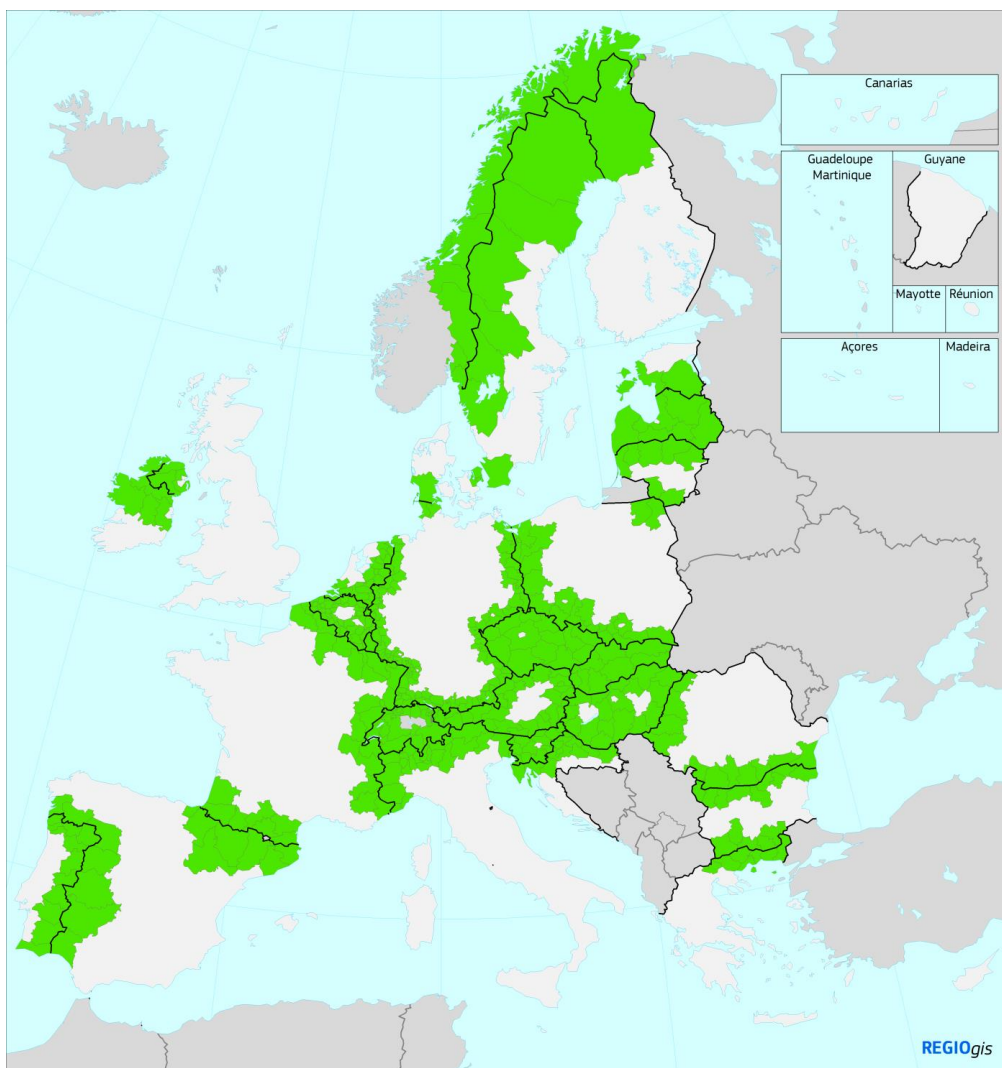 Canarias
Guadeloupe
Martinique
Guyane
Mayotte
Réunion
Açores
Madeira
REGIOgis